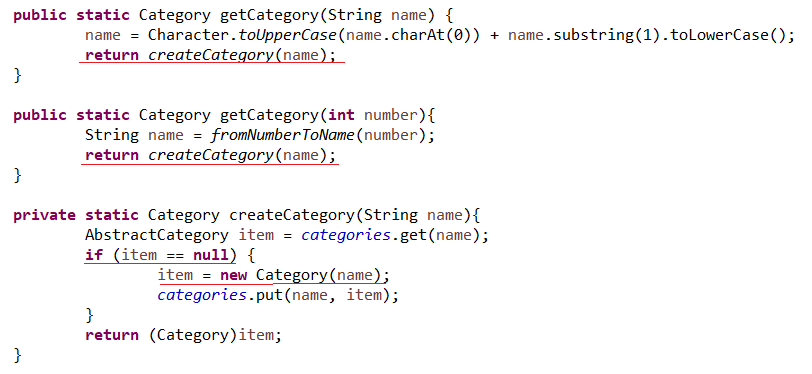 public static Category getCategory(String name) {
        name = Character.toUpperCase(name.charAt(0)) + name.substring(1).toLowerCase();
        return createCategory(name);
}

public static Category getCategory(int number){
        String name = fromNumberToName(number);
        return createCategory(name);
}

private static Category createCategory(String name){
        AbstractCategory item = categories.get(name);
        if (item == null) {
                item = new Category(name);
                categories.put(name, item);
        }
        return (Category)item;
}